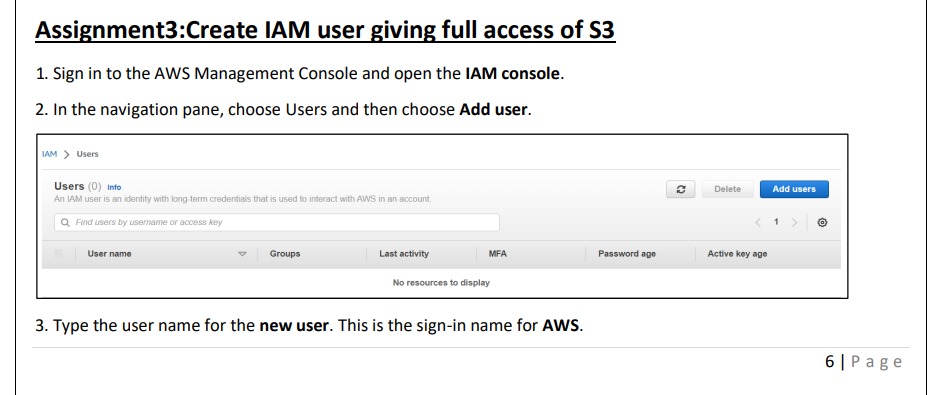 Assignment3:Create IAM user giving full access of S3
1. Sign in to the AWS Management Console and open the IAM console.
2. In the navigation pane, choose Users and then choose Add user.
IAM > Users
Users (0) Info
An IAM user is an identity with long-term credentials that is used to interact with AWS in an account.
Delete
Add users
Find users by username or access key
< 1 >
User name Groups Last activity MFA Password age Active key age
No resources to display
3. Type the user name for the new user. This is the sign-in name for AWS.
6 | P a g e